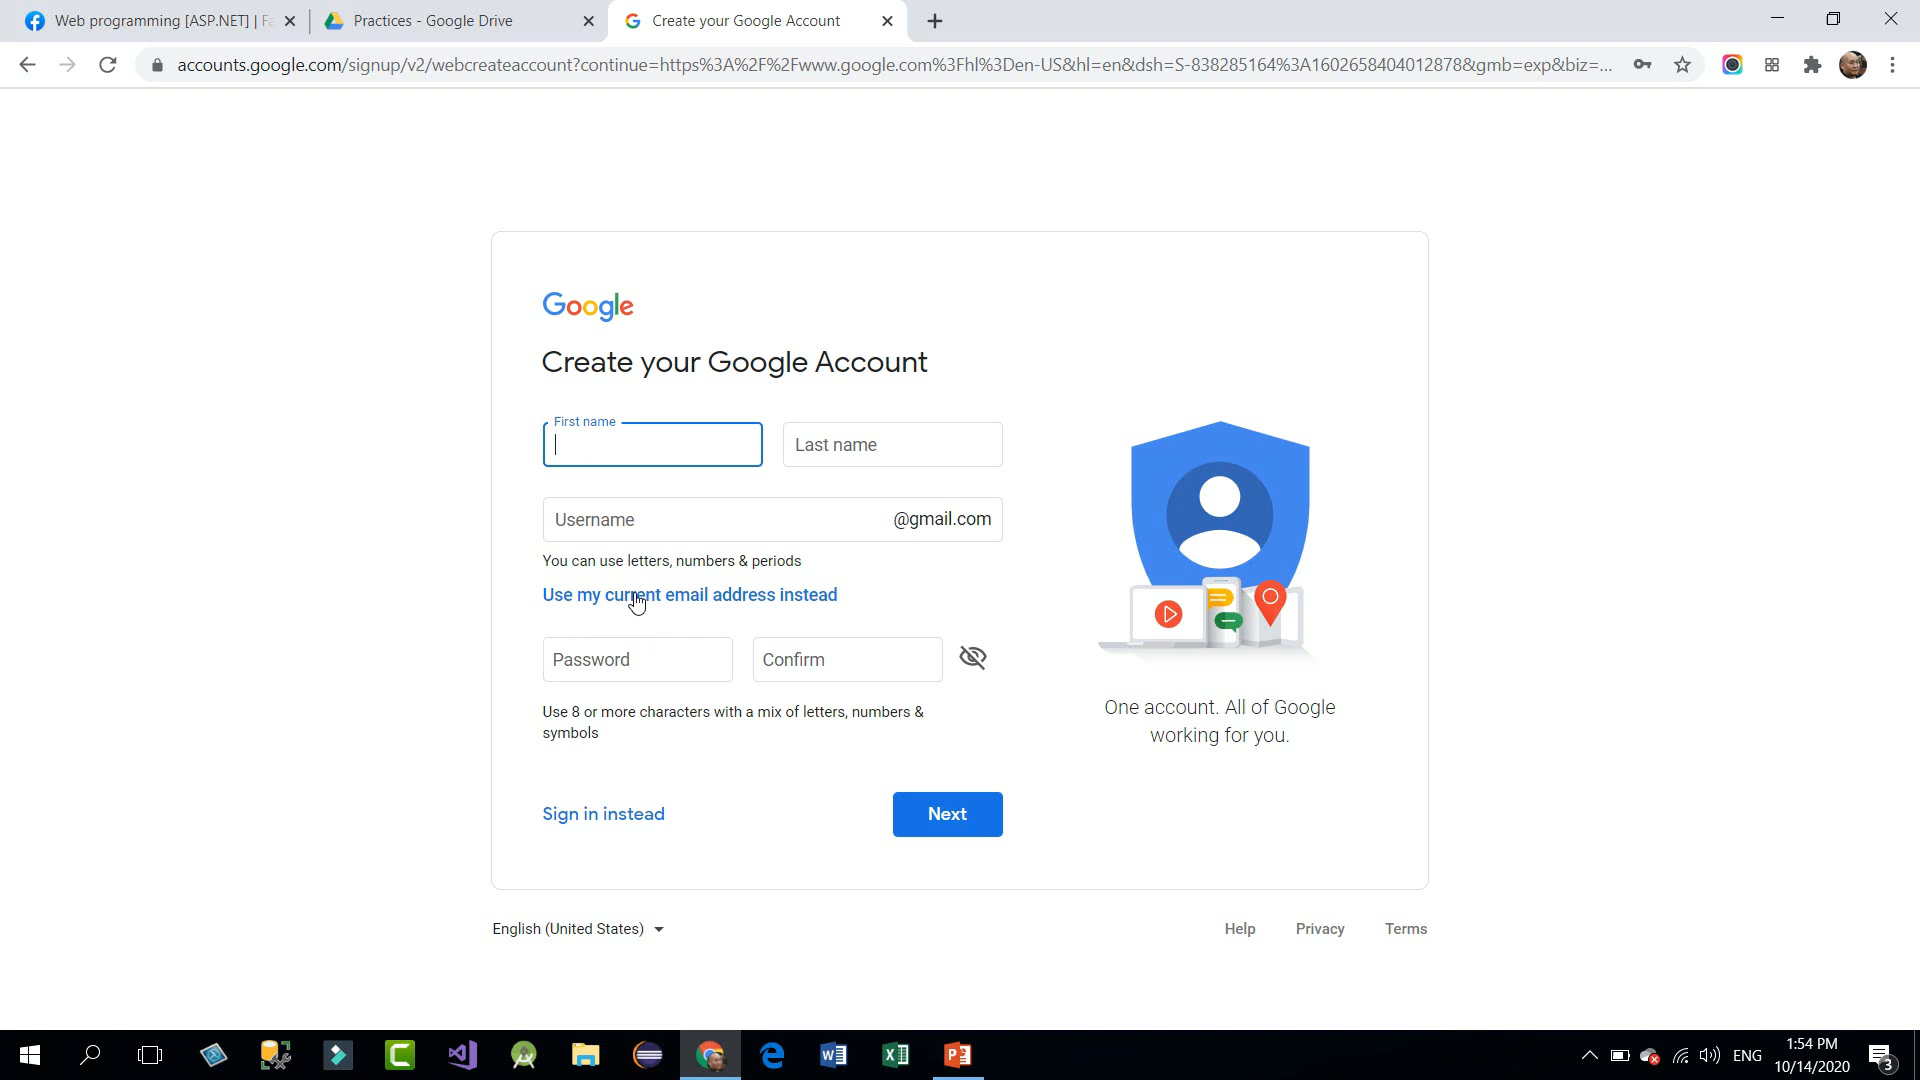 Web programming [ASP.NET] | Fa
Practices - Google Drive
Create your Google Account
accounts.google.com/signup/v2/webcreateaccount?continue=https%3A%2F%2Fwww.google.com%3Fhl%3Den-US&hl=en&dsh=S-838285164%3A1602658404012878&gmb=exp&biz=...
Google
Create your Google Account
First name
Last name
Username
@gmail.com
You can use letters, numbers & periods
Use my current email address instead
Password
Confirm
Use 8 or more characters with a mix of letters, numbers &
symbols
One account. All of Google
working for you.
Sign in instead
Next
English (United States)
Help
Privacy
Terms
ENG
1:54 PM
10/14/2020
3